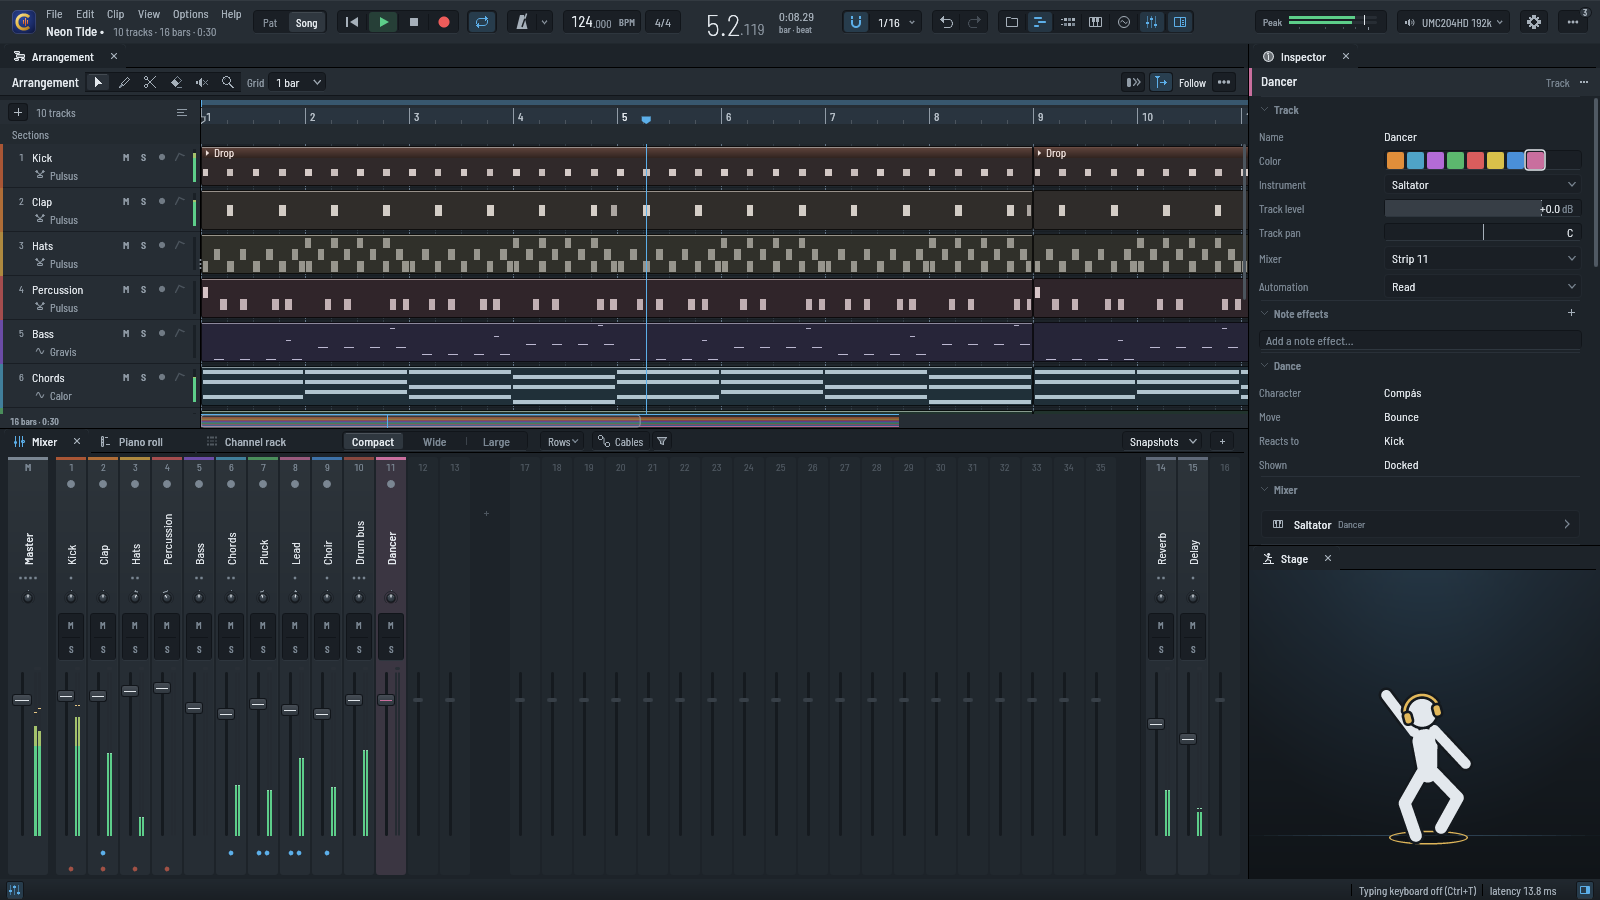 File Edit Clip View Options Help
Neon Tide • 10 tracks · 16 bars · 0:30
Pat Song
124.000 BPM 4/4
5.2.119
0:08.29
bar · beat
1/16
Peak
UMC204HD 192k
3
Arrangement
Arrangement Grid 1 bar Follow
10 tracks
Sections
1 2 3 4 5 6 7 8 9 10
Drop Drop
1 Kick M S
Pulsus
2 Clap M S
Pulsus
3 Hats M S
Pulsus
4 Percussion M S
Pulsus
5 Bass M S
Gravis
6 Chords M S
Calor
16 bars · 0:30
Mixer Piano roll Channel rack Compact Wide Large Rows Cables Snapshots +
M 1 2 3 4 5 6 7 8 9 10 11 12 13 17 18 19 20 21 22 23 24 25 26 27 28 29 30 31 32 33 34 35 14 15 16
Master Kick Clap Hats Percussion Bass Chords Pluck Lead Choir Drum bus Dancer Reverb Delay
M M M M M M M M M M M M M
S S S S S S S S S S S S S
Inspector
Dancer Track
Track
Name Dancer
Color
Instrument Saltator
Track level +0.0 dB
Track pan C
Mixer Strip 11
Automation Read
Note effects +
Add a note effect...
Dance
Character Compás
Move Bounce
Reacts to Kick
Shown Docked
Mixer
Saltator Dancer
Stage
Typing keyboard off (Ctrl+T) latency 13.8 ms